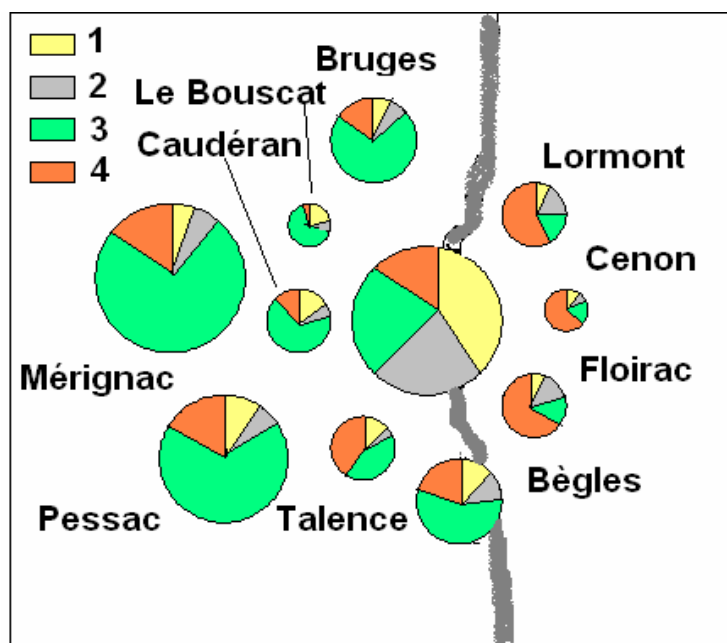 1
2
3
4
Bruges
Le Bouscat
Caudéran
Lormont
Cenon
Mérignac
Floirac
Bègles
Pessac
Talence